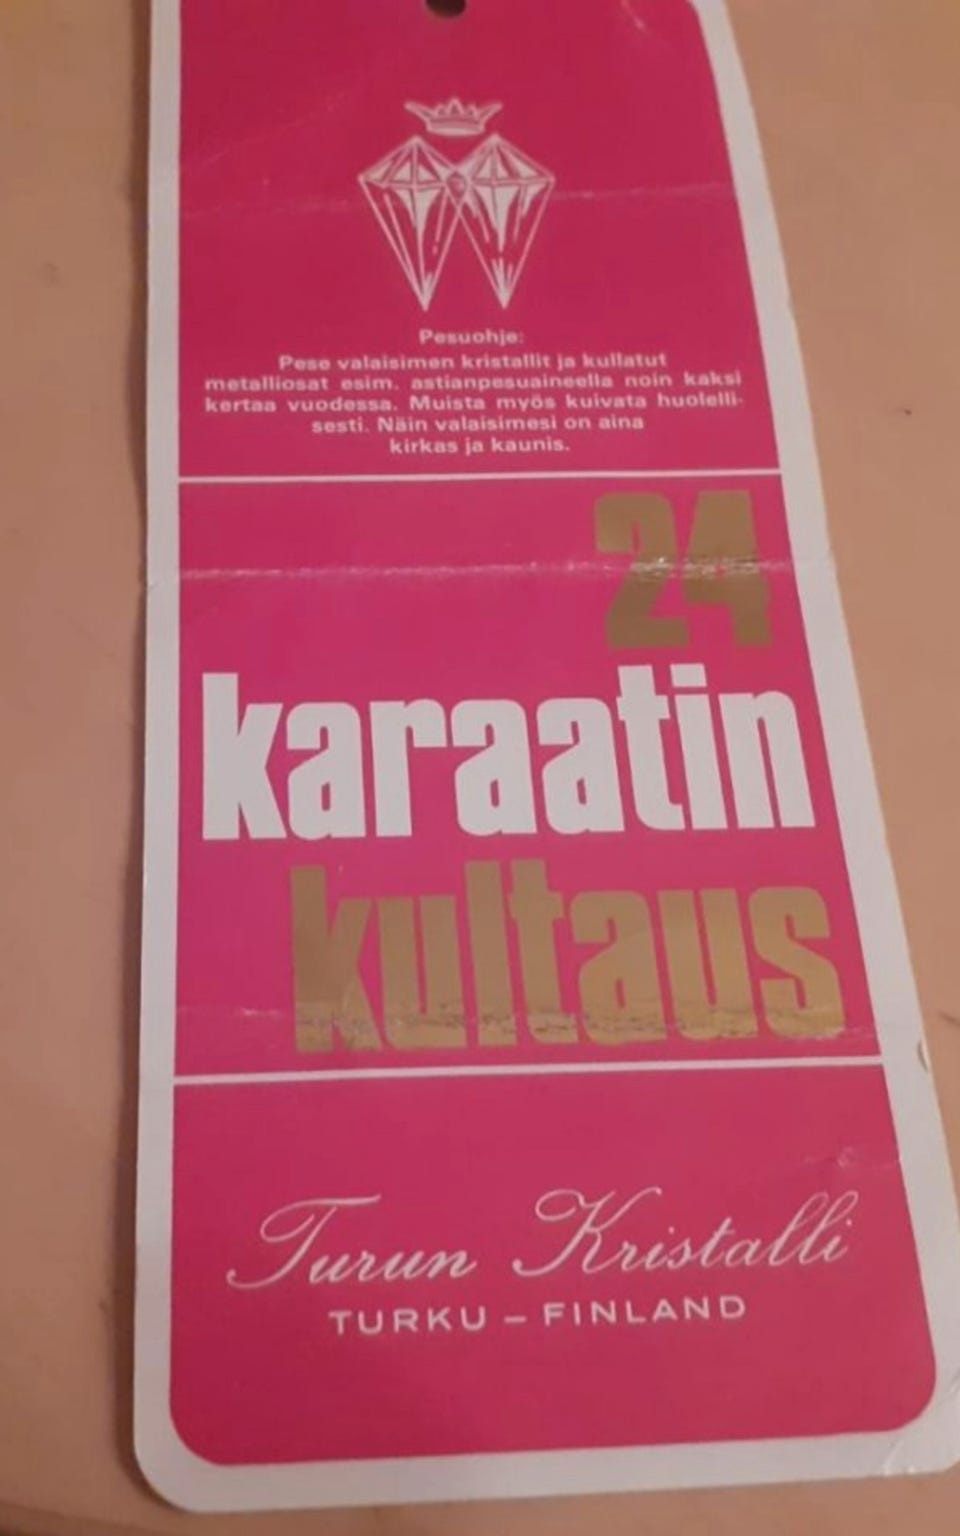 Pesuohje:
Pese valaisimen kristallit ja kullatut
metalliosat esim. astianpesuaineella noin kaksi
kertaa vuodessa. Muista myös kuivata huolelli-
sesti. Näin valaisimesi on aina
kirkas ja kaunis.
24
karaatin
kultaus
Turun Kristalli
TURKU – FINLAND